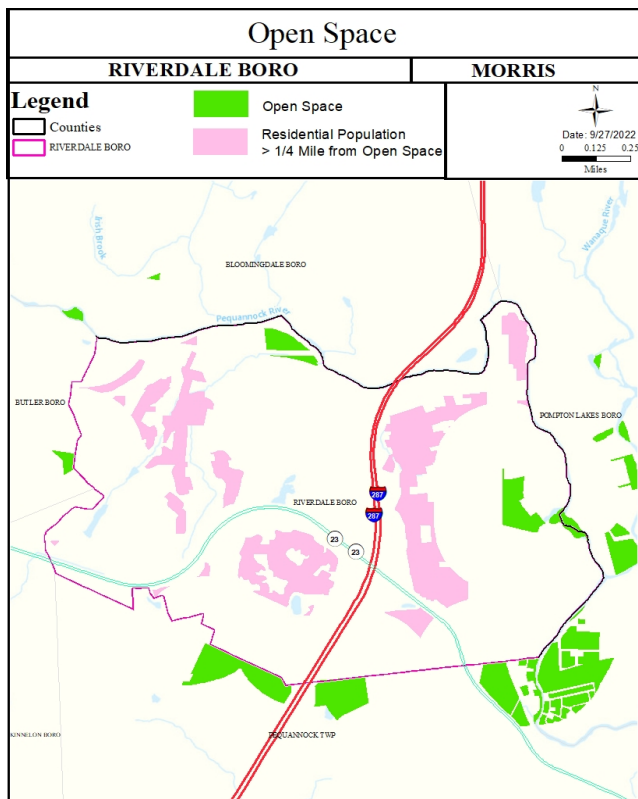 Open Space
RIVERDALE BORO
MORRIS
Legend
Counties
RIVERDALE BORO
Open Space
Residential Population
> 1/4 Mile from Open Space
N
Date: 9/27/2022
0 0.125 0.25
Miles
Brook
Wanaque River
BLOOMINGDALE BORO
Pequannock River
BUTLER BORO
POMPTON LAKES BORO
287
RIVERDALE BORO
287
23
23
KINNELON BORO
PEQUANNOCK TWP